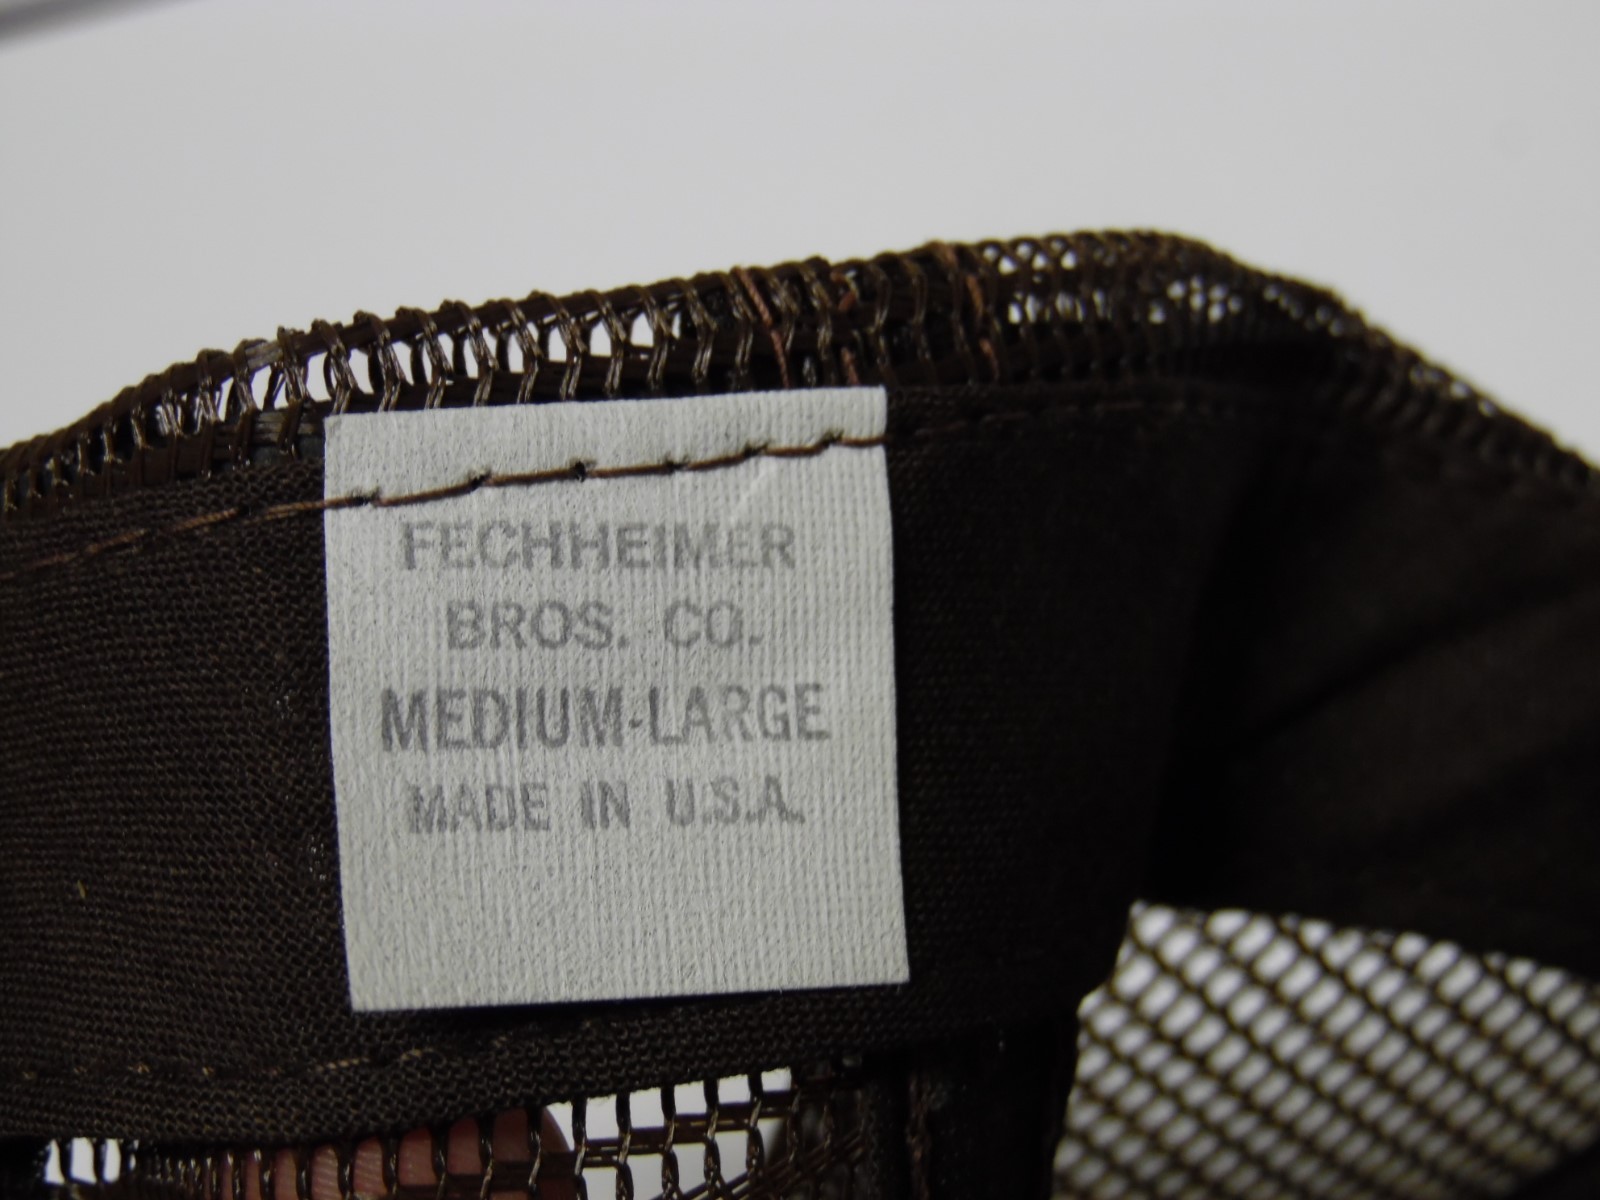 FECHHEIMER
BROS. CO.
MEDIUM-LARGE
MADE IN U.S.A.